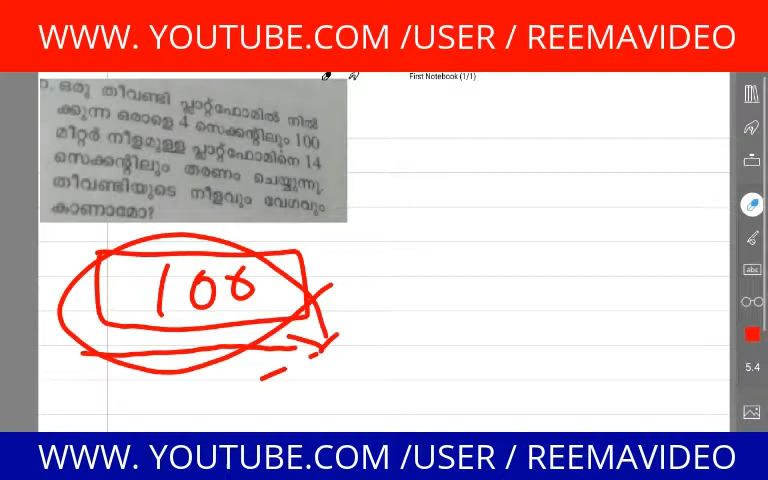 WWW. YOUTUBE.COM /USER / REEMAVIDEO
First Notebook (1/1)
ഒരു തീവണ്ടി പ്ലാറ്റ്ഫോമിൽ നിൽ
ക്കുന്ന ഒരാളെ 4 സെക്കന്റിലും 100
മീറ്റർ നീളമുള്ള പ്ലാറ്റ്ഫോമിനെ 14
സെക്കന്റിലും തരണം ചെയ്യുന്നു.
തീവണ്ടിയുടെ നീളവും വേഗവും
കാണാമോ?
abc
100
5.4
WWW. YOUTUBE.COM /USER / REEMAVIDEO